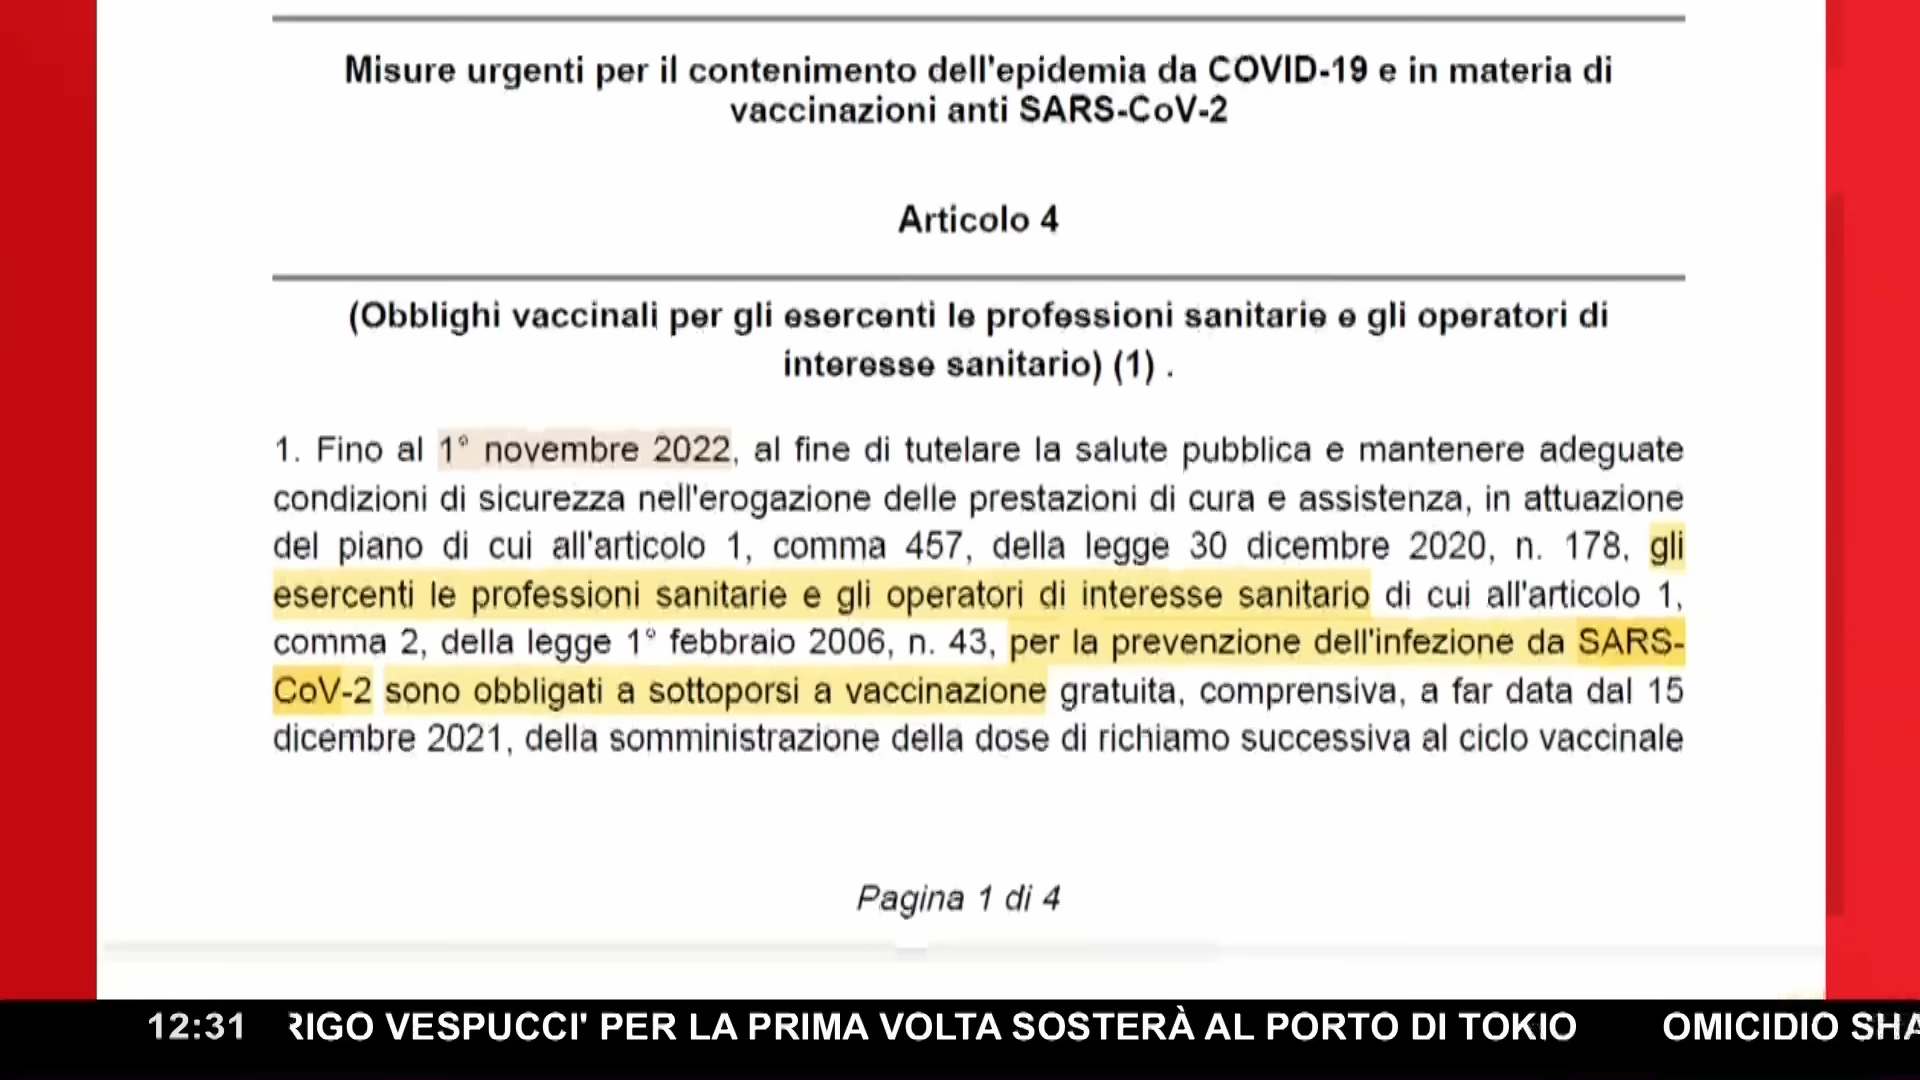 Misure urgenti per il contenimento dell'epidemia da COVID-19 e in materia di
vaccinazioni anti SARS-CoV-2
Articolo 4
(Obblighi vaccinali per gli esercenti le professioni sanitarie e gli operatori di
interesse sanitario) (1) .
1. Fino al 1° novembre 2022, al fine di tutelare la salute pubblica e mantenere adeguate
condizioni di sicurezza nell'erogazione delle prestazioni di cura e assistenza, in attuazione
del piano di cui all'articolo 1, comma 457, della legge 30 dicembre 2020, n. 178, gli
esercenti le professioni sanitarie e gli operatori di interesse sanitario di cui all'articolo 1,
comma 2, della legge 1° febbraio 2006, n. 43, per la prevenzione dell'infezione da SARS-
CoV-2 sono obbligati a sottoporsi a vaccinazione gratuita, comprensiva, a far data dal 15
dicembre 2021, della somministrazione della dose di richiamo successiva al ciclo vaccinale
Pagina 1 di 4
12:31 RIGO VESPUCCI' PER LA PRIMA VOLTA SOSTERÀ AL PORTO DI TOKIO OMICIDIO SHA